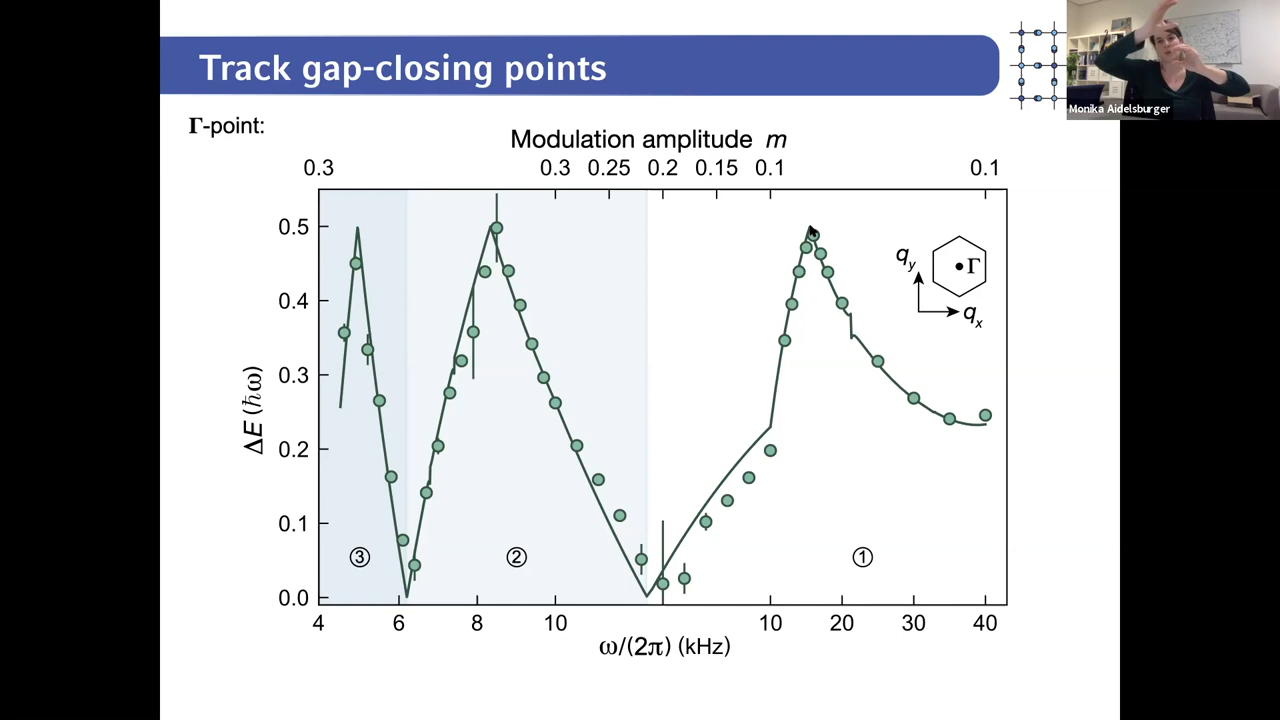 Track gap-closing points
Monika Aidelsburger
Γ-point:
Modulation amplitude m
0.3 0.3 0.25 0.2 0.15 0.1 0.1
0.5
0.4
0.3
0.2
0.1
0.0
ΔE (ħω)
qy
Γ
qx
③ ② ①
4 6 8 10 10 20 30 40
ω/(2π) (kHz)